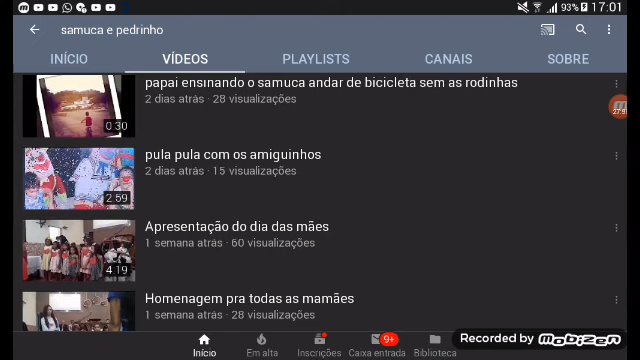 93% 17:01
samuca e pedrinho
INÍCIO VÍDEOS PLAYLISTS CANAIS SOBRE
papai ensinando o samuca andar de bicicleta sem as rodinhas
2 dias atrás · 28 visualizações
0:30
pula pula com os amiguinhos
2 dias atrás · 15 visualizações
2:59
Apresentação do dia das mães
1 semana atrás · 60 visualizações
4:19
Homenagem pra todas as mamães
1 semana atrás · 28 visualizações
9+
Início Em alta Inscrições Caixa entrada Biblioteca
Recorded by mobizen